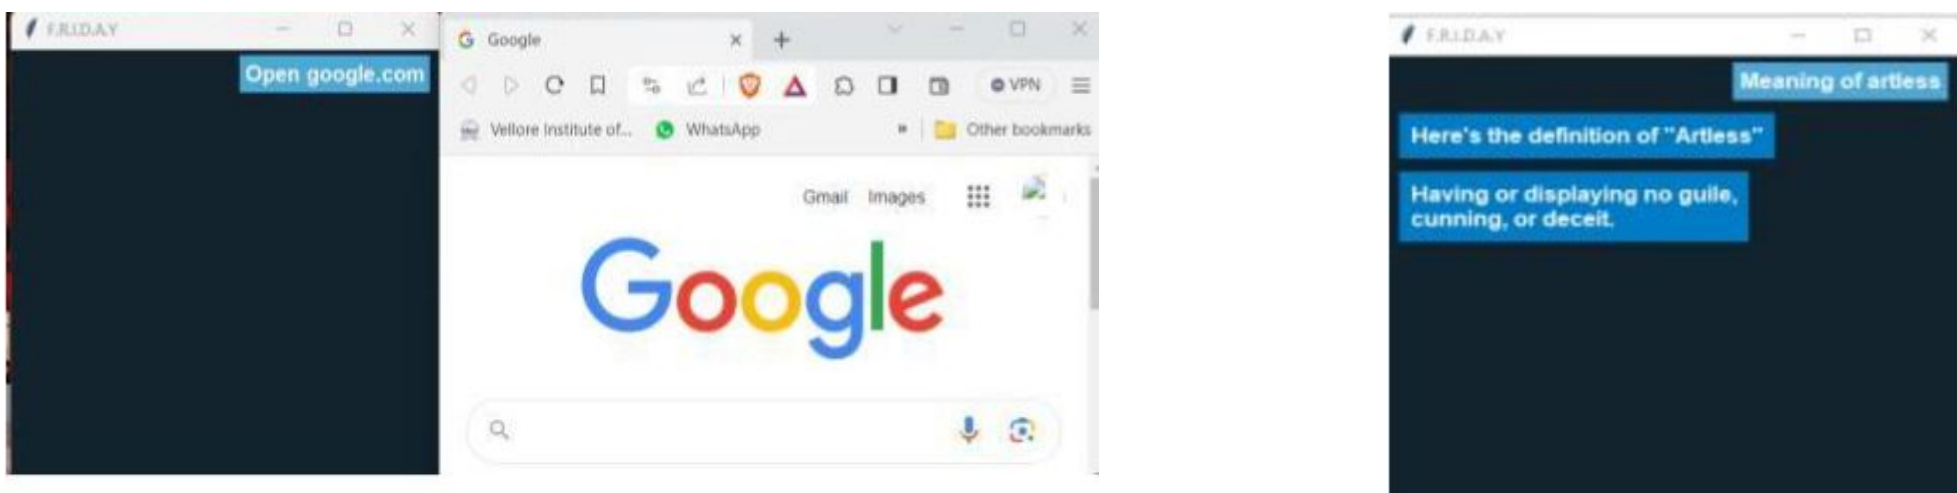 F.R.I.D.A.Y
Open google.com
Google
VPN
Vellore Institute of...
WhatsApp
»
Other bookmarks
Gmail Images
Google
F.R.I.D.A.Y
Meaning of artless
Here's the definition of "Artless"
Having or displaying no guile,
cunning, or deceit.